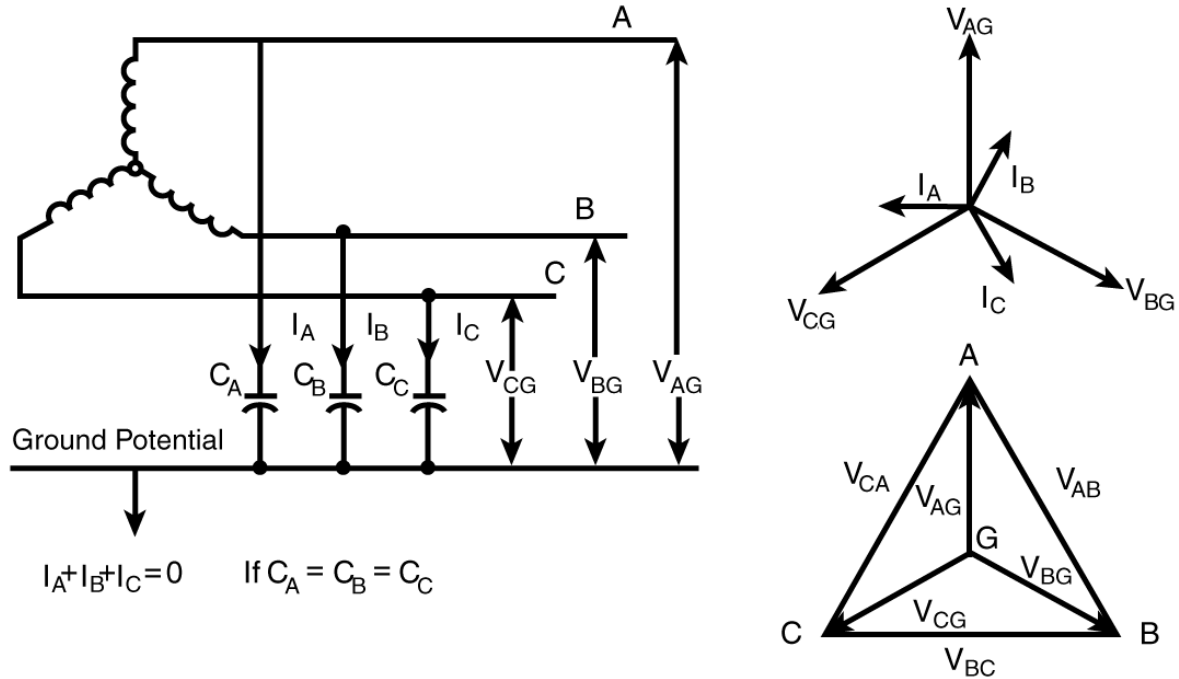 A
B
C
I_A
I_B
I_C
C_A
C_B
C_C
V_CG
V_BG
V_AG
Ground Potential
I_A+I_B+I_C=0
If C_A = C_B = C_C
V_AG
I_A
I_B
V_CG
I_C
V_BG
A
V_CA
V_AG
V_AB
G
V_BG
V_CG
C
B
V_BC